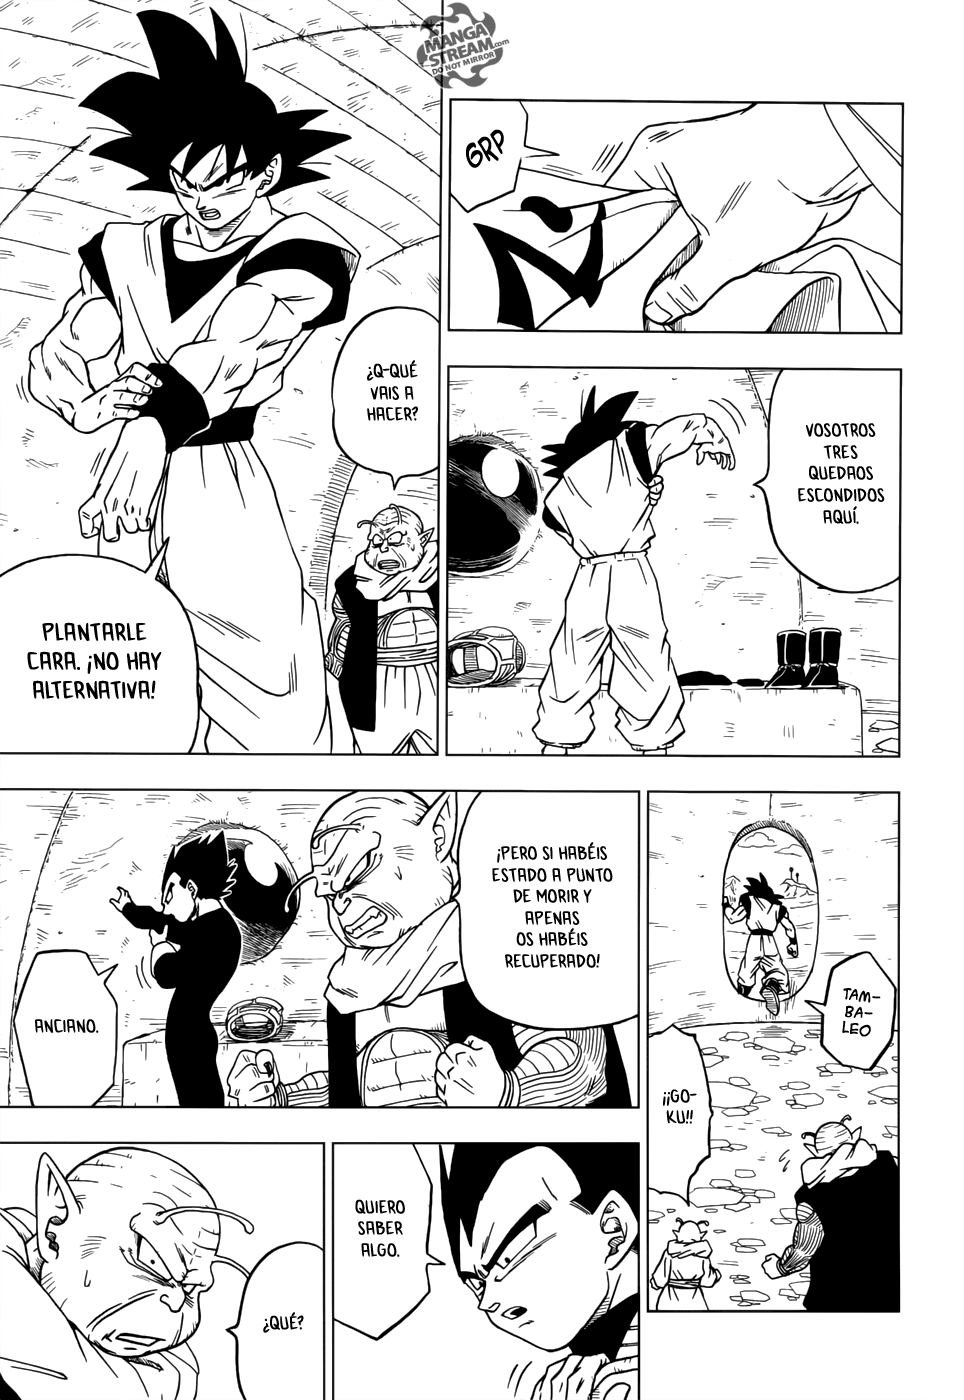 MANGA
STREAM.com
DO NOT MIRROR
GRP
VOSOTROS
TRES
QUEDAOS
ESCONDIDOS
AQUÍ.
¿Q-QUÉ
VAIS A
HACER?
PLANTARLE
CARA. ¡NO HAY
ALTERNATIVA!
TAM-
BA-
LEO
¡¡GO-
KU!!
¡PERO SI HABÉIS
ESTADO A PUNTO
DE MORIR Y
APENAS
OS HABÉIS
RECUPERADO!
ANCIANO.
QUIERO
SABER
ALGO.
¿QUÉ?